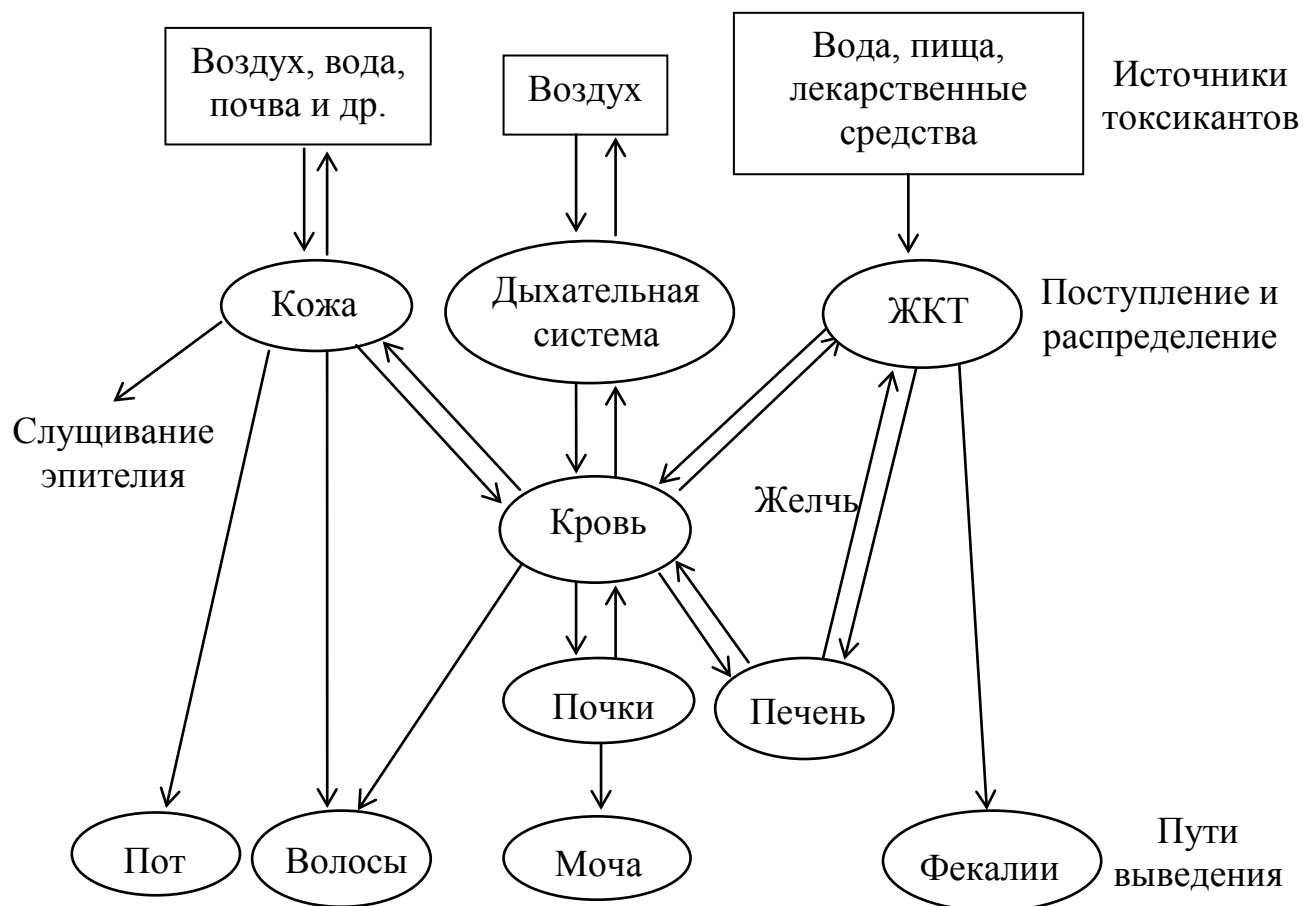 Воздух, вода,
почва и др.
Воздух
Вода, пища,
лекарственные
средства
Источники
токсикантов
Кожа
Дыхательная
система
ЖКТ
Поступление и
распределение
Слущивание
эпителия
Кровь
Желчь
Почки
Печень
Пот
Волосы
Моча
Фекалии
Пути
выведения